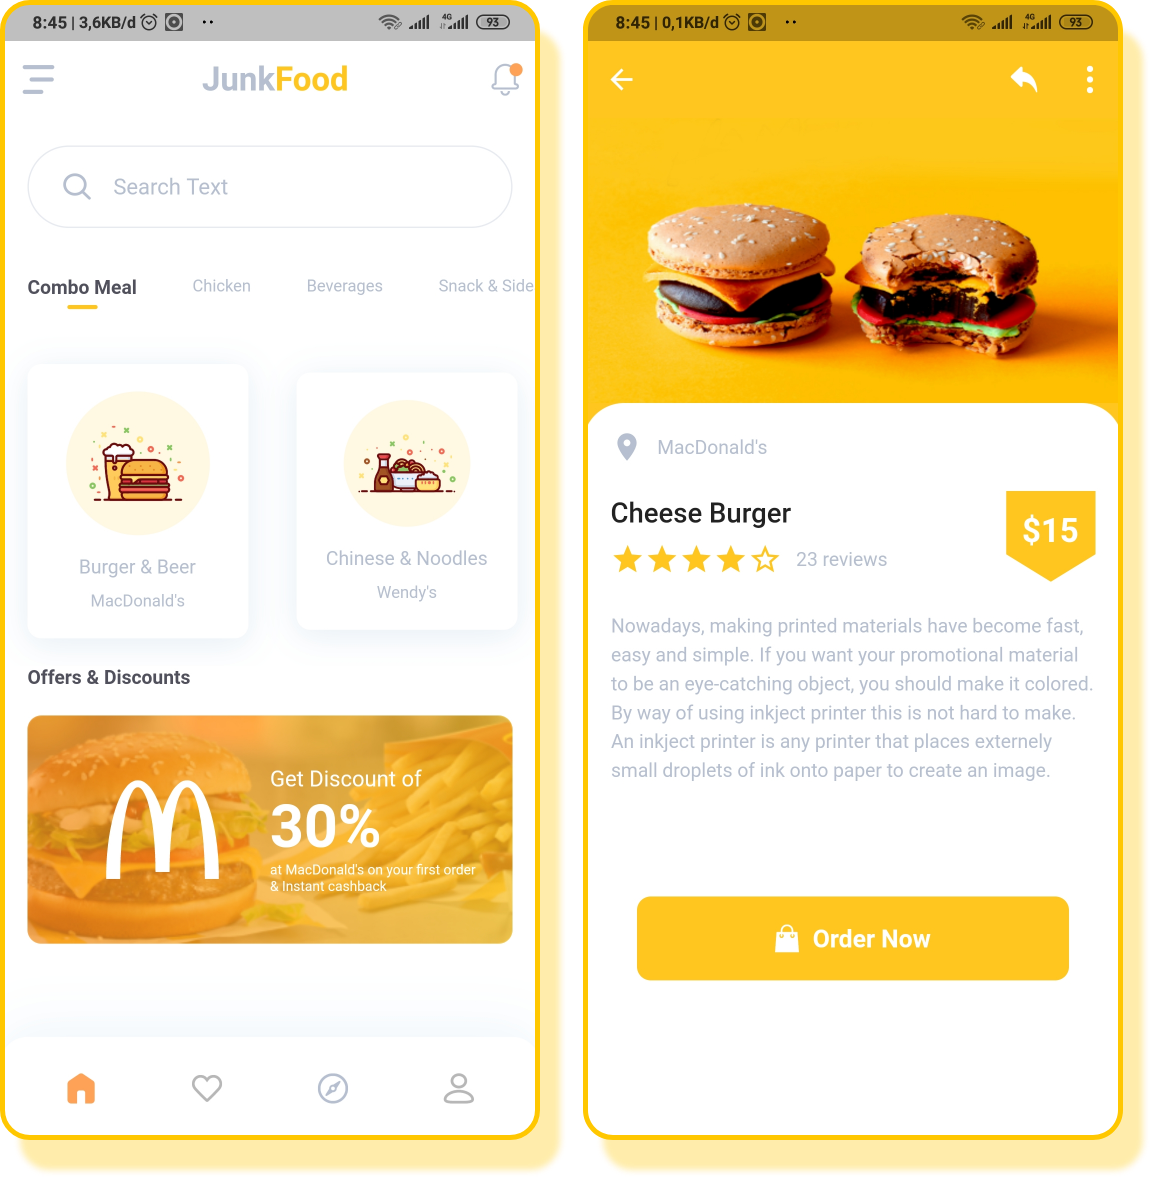 8:45 | 3,6KB/d
4G
93
JunkFood
Search Text
Combo Meal
Chicken
Beverages
Snack & Side
Burger & Beer
MacDonald's
Chinese & Noodles
Wendy's
Offers & Discounts
Get Discount of
30%
at MacDonald's on your first order
& Instant cashback
8:45 | 0,1KB/d
4G
93
MacDonald's
Cheese Burger
$15
23 reviews
Nowadays, making printed materials have become fast,
easy and simple. If you want your promotional material
to be an eye-catching object, you should make it colored.
By way of using inkject printer this is not hard to make.
An inkject printer is any printer that places externely
small droplets of ink onto paper to create an image.
Order Now